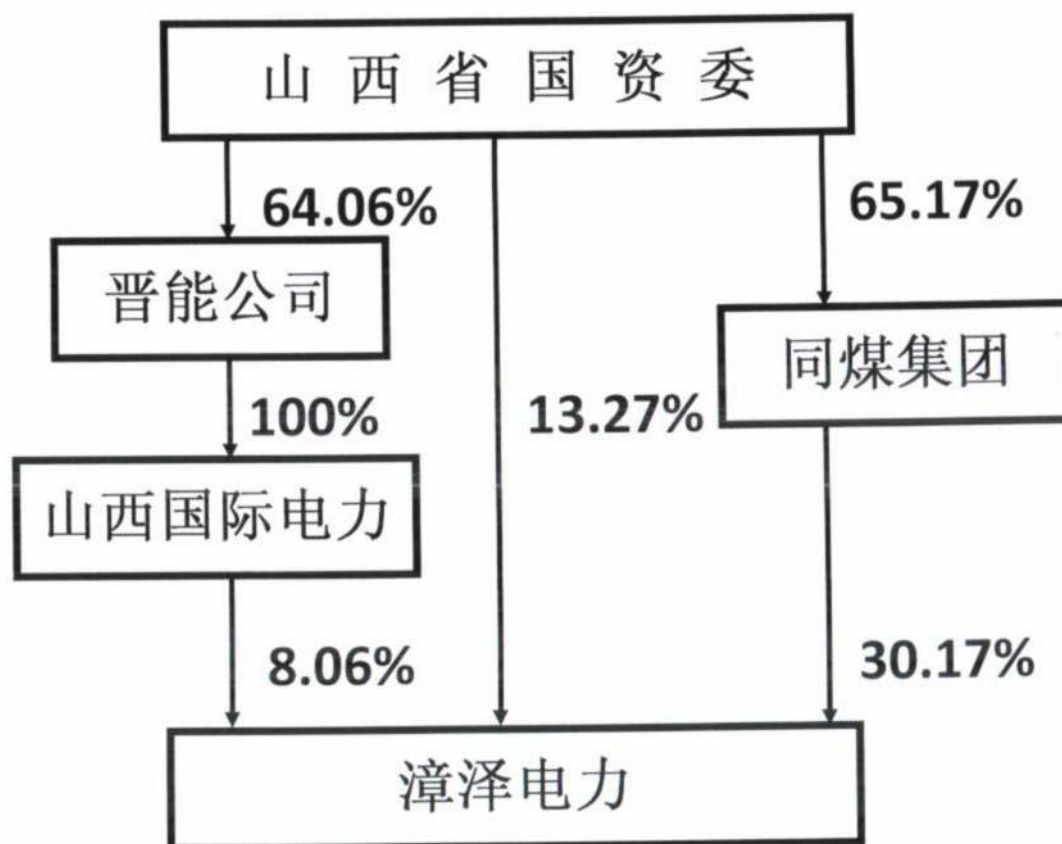 山西省国资委
64.06%
65.17%
晋能公司
同煤集团
100%
13.27%
山西国际电力
8.06%
30.17%
漳泽电力